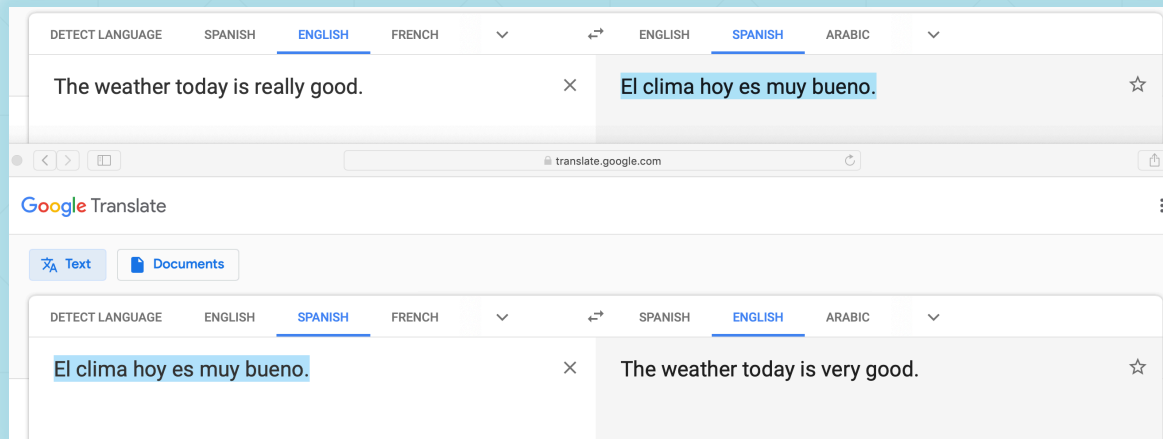 DETECT LANGUAGE SPANISH ENGLISH FRENCH ENGLISH SPANISH ARABIC
The weather today is really good. El clima hoy es muy bueno.
translate.google.com
Google Translate
Text Documents
DETECT LANGUAGE ENGLISH SPANISH FRENCH SPANISH ENGLISH ARABIC
El clima hoy es muy bueno. The weather today is very good.